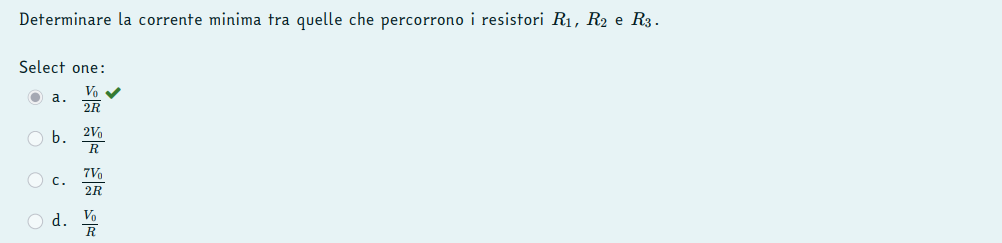 Determinare la corrente minima tra quelle che percorrono i resistori R₁, R₂ e R₃.
Select one:
a. V₀/2R
b. 2V₀/R
c. 7V₀/2R
d. V₀/R